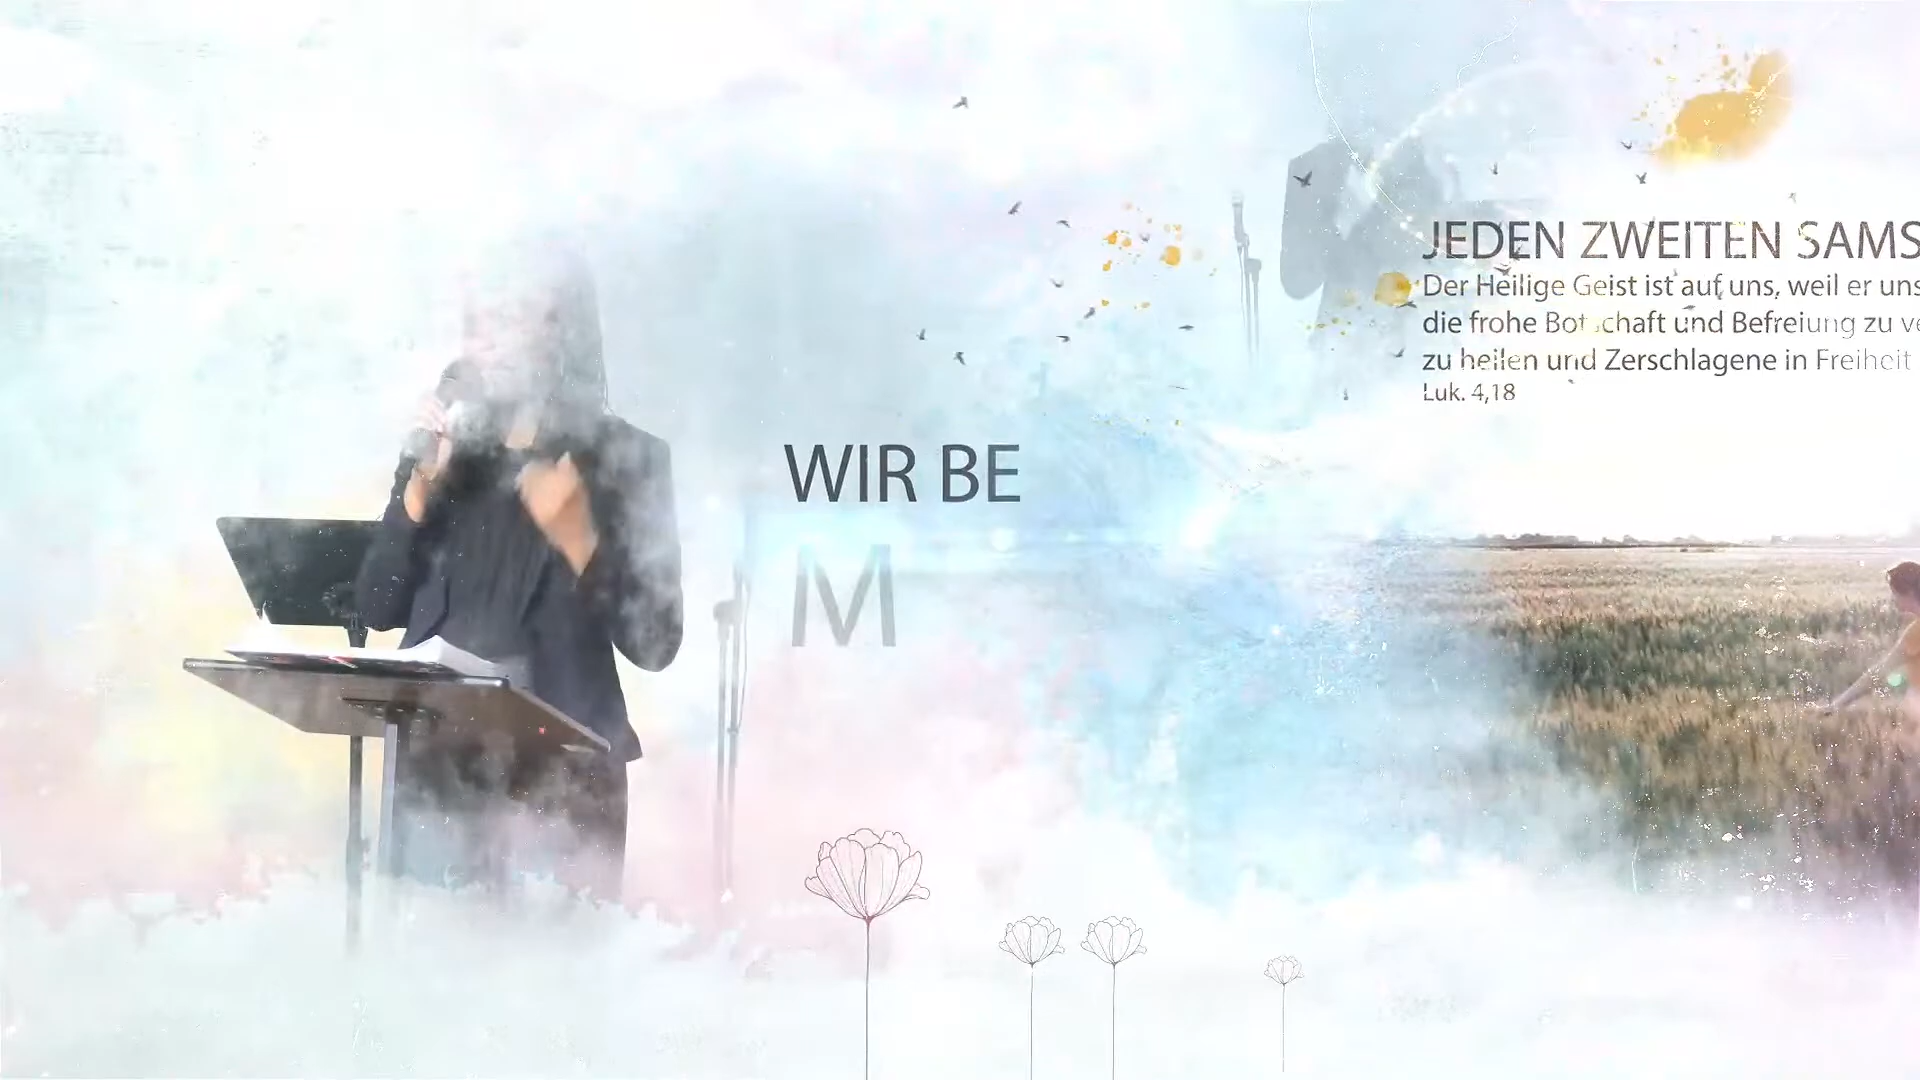 WIR BE
M
JEDEN ZWEITEN SAMS
Der Heilige Geist ist auf uns, weil er uns
die frohe Botschaft und Befreiung zu ve
zu heilen und Zerschlagene in Freiheit
Luk. 4,18